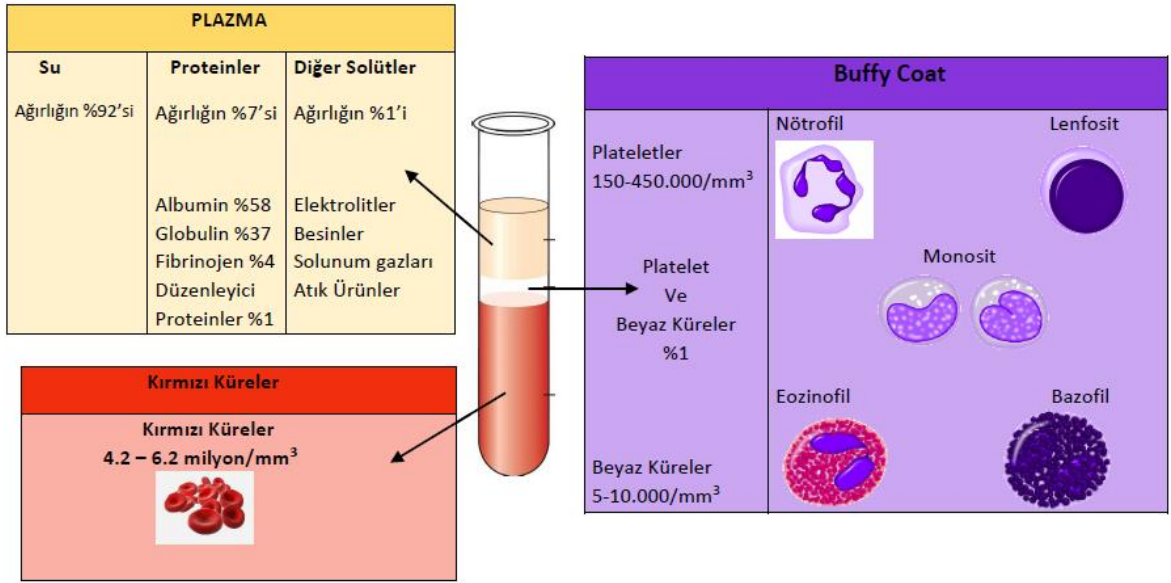 PLAZMA
Su
Proteinler
Diğer Solütler
Ağırlığın %92’si
Ağırlığın %7’si
Ağırlığın %1’i
Albumin %58
Globulin %37
Fibrinojen %4
Düzenleyici
Proteinler %1
Elektrolitler
Besinler
Solunum gazları
Atık Ürünler
Kırmızı Küreler
Kırmızı Küreler
4.2 – 6.2 milyon/mm³
Buffy Coat
Plateletler
150-450.000/mm³
Platelet
Ve
Beyaz Küreler
%1
Beyaz Küreler
5-10.000/mm³
Nötrofil
Lenfosit
Monosit
Eozinofil
Bazofil